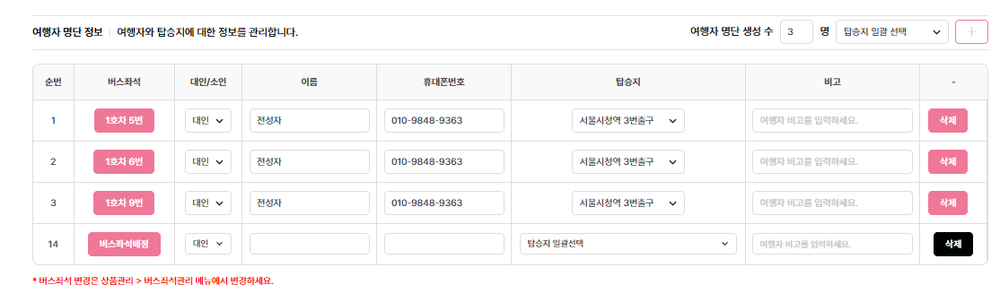 여행자 명단 정보 | 여행자와 탑승지에 대한 정보를 관리합니다. 여행자 명단 생성 수 3 명 탑승지 일괄 선택 +
순번 버스좌석 대인/소인 이름 휴대폰번호 탑승지 비고 -
1 1호차 5번 대인 전성자 010-9848-9363 서울시청역 3번출구 여행자 비고를 입력하세요. 삭제
2 1호차 6번 대인 전성자 010-9848-9363 서울시청역 3번출구 여행자 비고를 입력하세요. 삭제
3 1호차 9번 대인 전성자 010-9848-9363 서울시청역 3번출구 여행자 비고를 입력하세요. 삭제
14 버스좌석배정 대인 탑승지 일괄선택 여행자 비고를 입력하세요. 삭제
* 버스좌석 변경은 상품관리 > 버스좌석관리 메뉴에서 변경하세요.